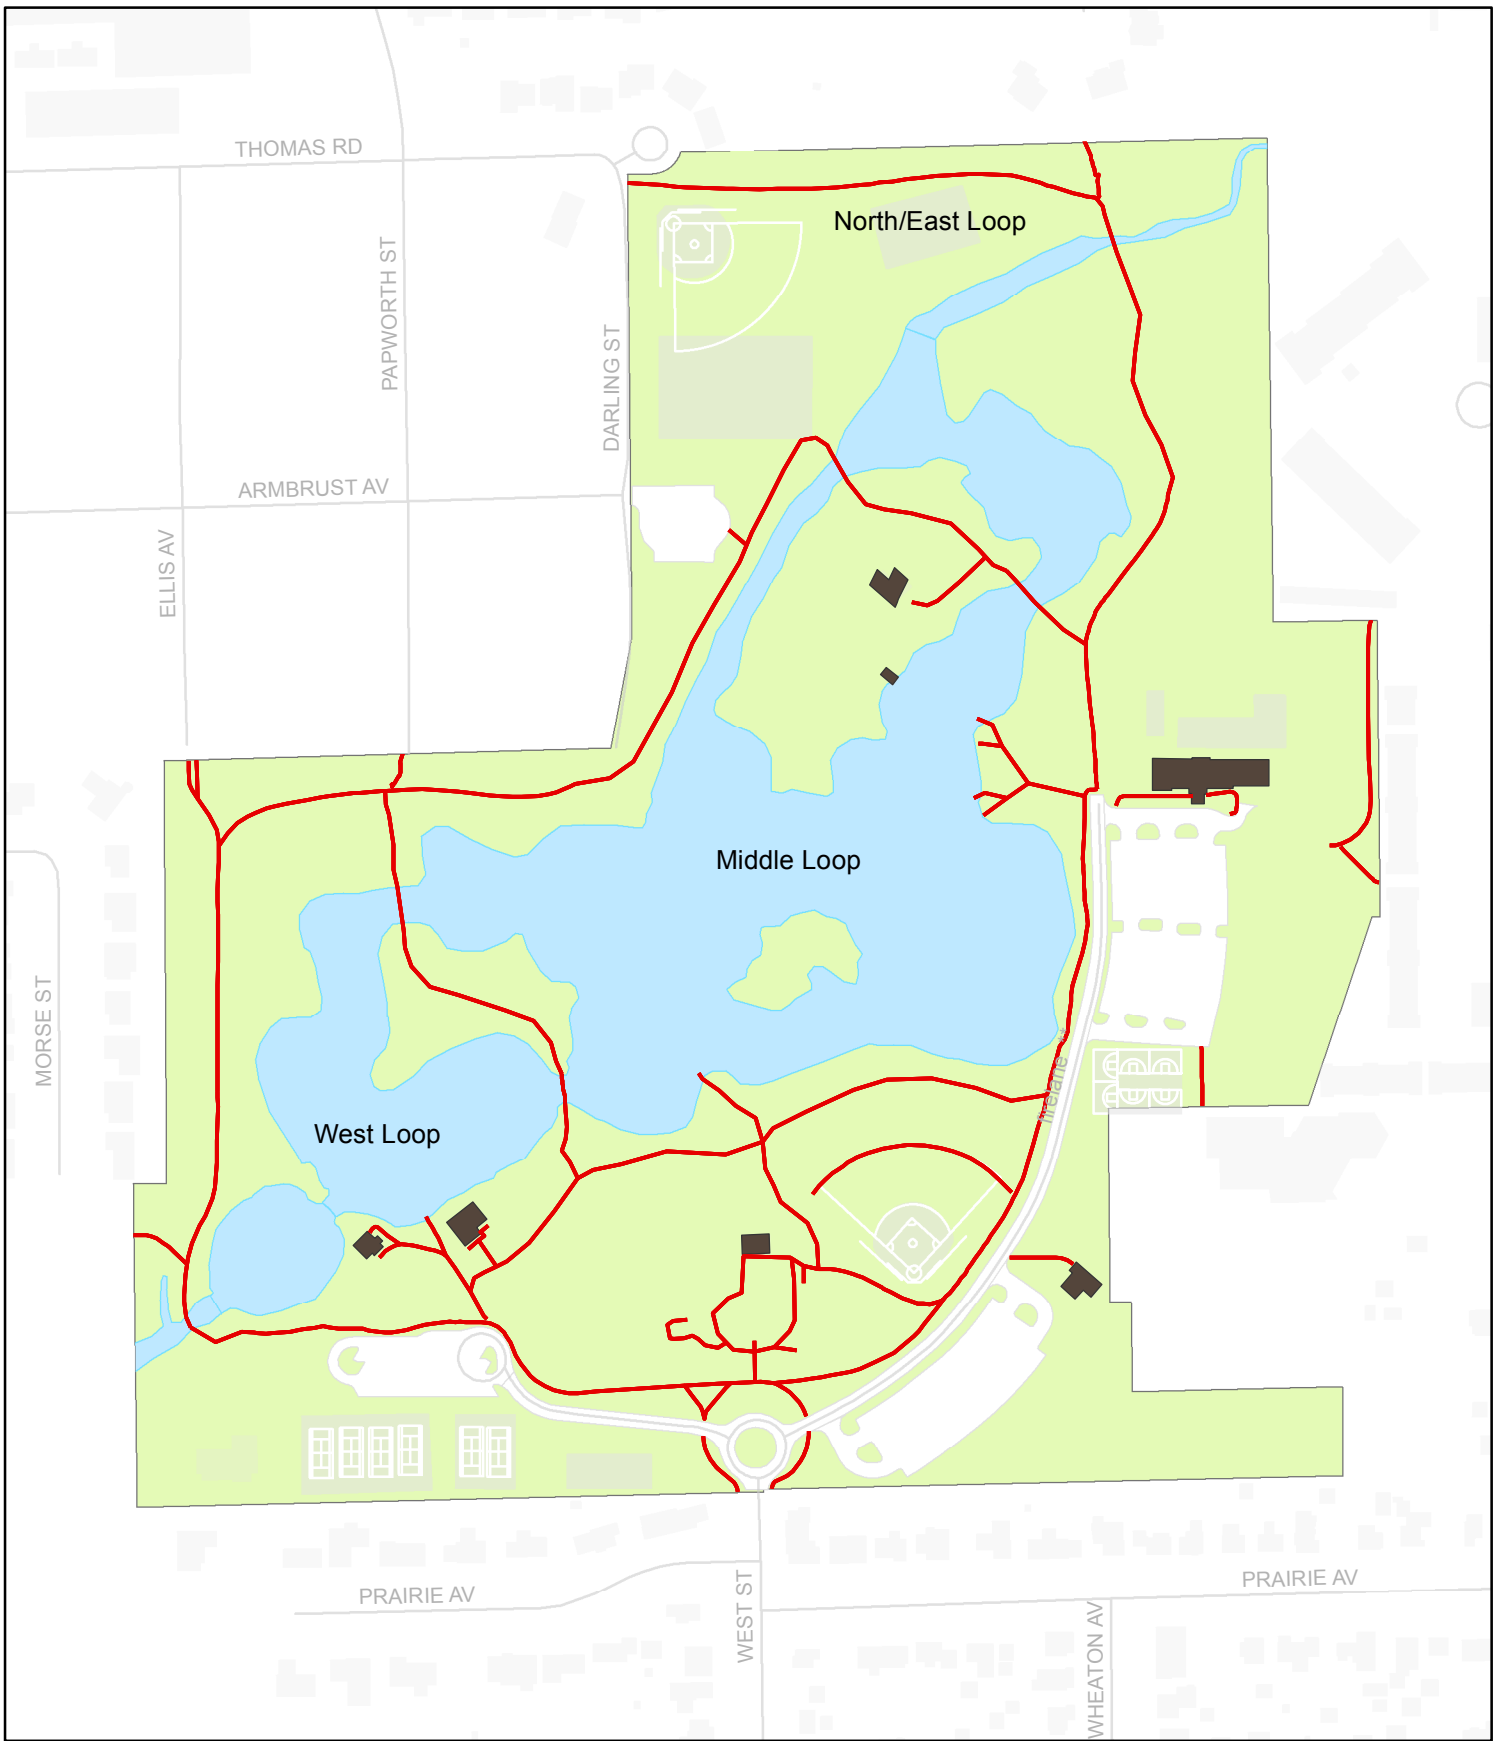 THOMAS RD
North/East Loop
PAPWORTH ST
DARLING ST
ARMBRUST AV
ELLIS AV
Middle Loop
MORSE ST
firelane **
West Loop
PRAIRIE AV
PRAIRIE AV
WEST ST
WHEATON AV